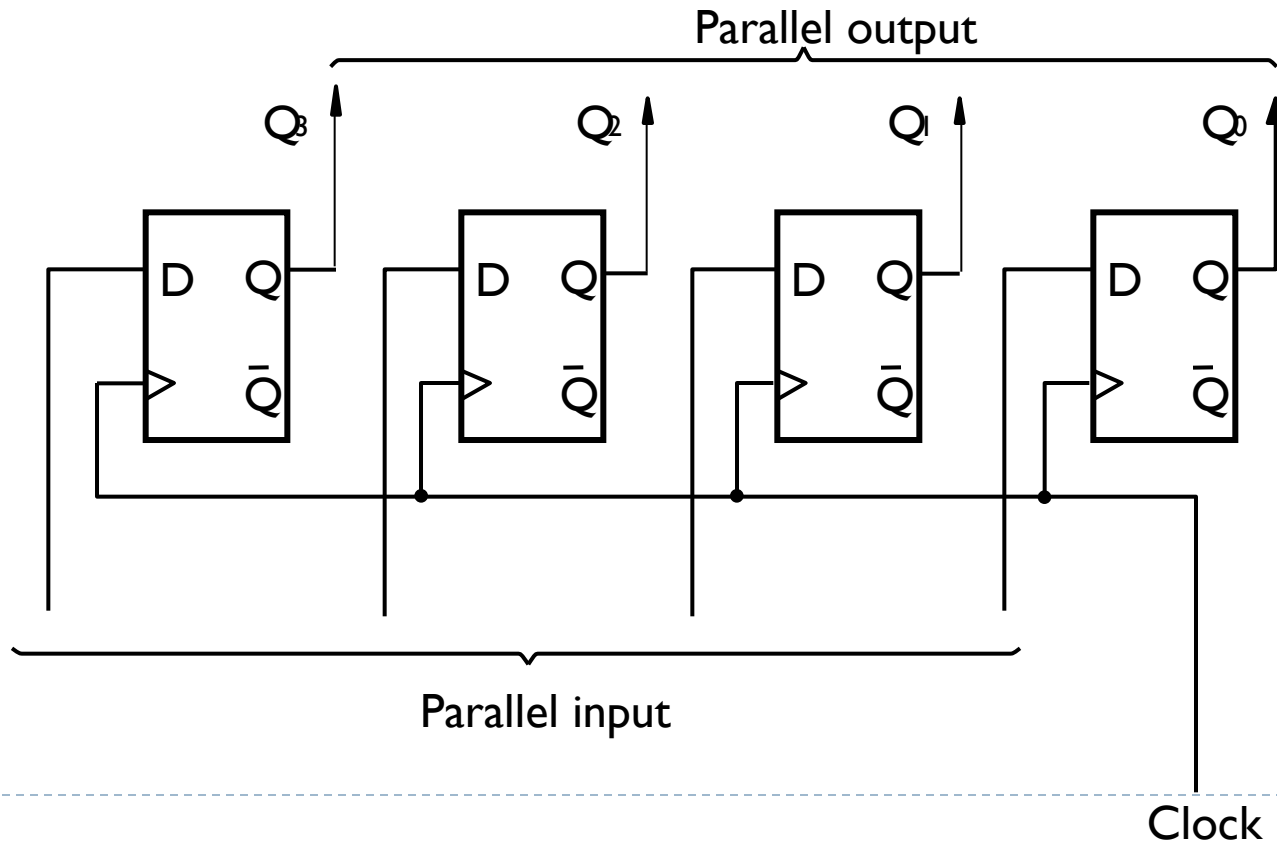 Parallel output
Q3 Q2 Q1 Q0
D Q D Q D Q D Q
Q̅ Q̅ Q̅ Q̅
Parallel input
Clock